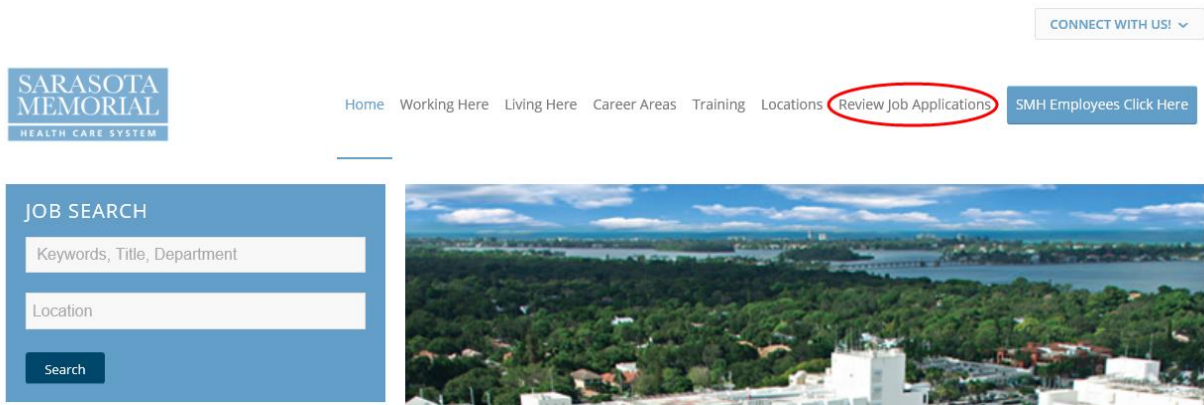 CONNECT WITH US!
SARASOTA
MEMORIAL
HEALTH CARE SYSTEM
Home Working Here Living Here Career Areas Training Locations Review Job Applications SMH Employees Click Here
JOB SEARCH
Keywords, Title, Department
Location
Search